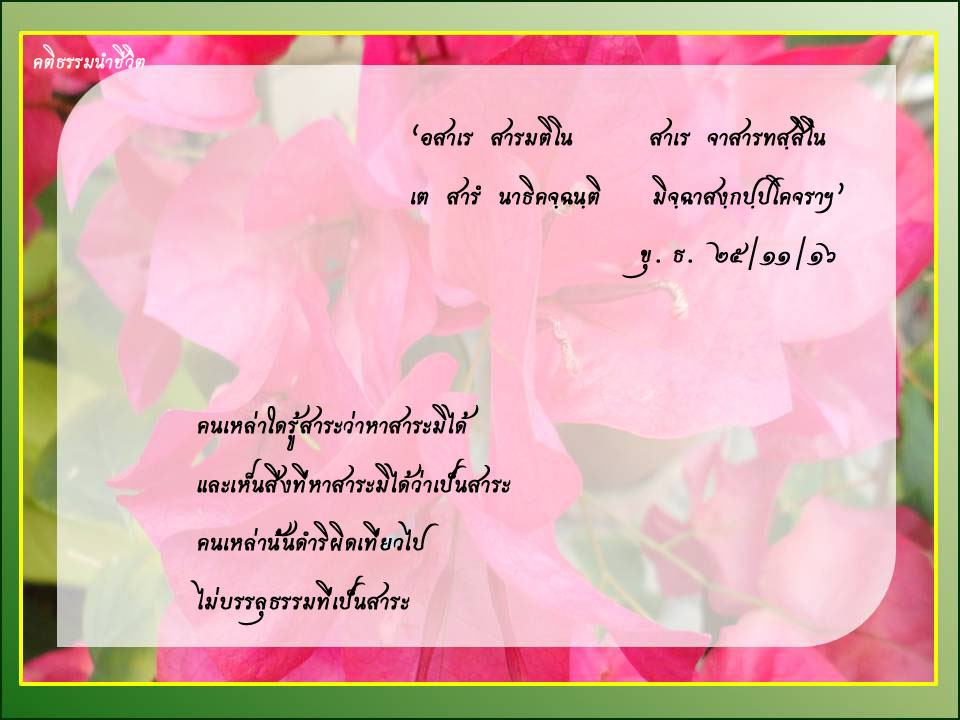 คติธรรมนำชีวิต
‘อสาเร สารมติโน สาเร จาสารทสฺสิโน
เต สารํ นาธิคจฺฉนฺติ มิจฺฉาสงฺกปฺปโคจราฯ’
ขุ. ธ. ๒๕/๑๑/๑๖
คนเหล่าใดรู้สาระว่าหาสาระมิได้
และเห็นสิ่งที่หาสาระมิได้ว่าเป็นสาระ
คนเหล่านั้นดำริผิดเที่ยวไป
ไม่บรรลุธรรมที่เป็นสาระ